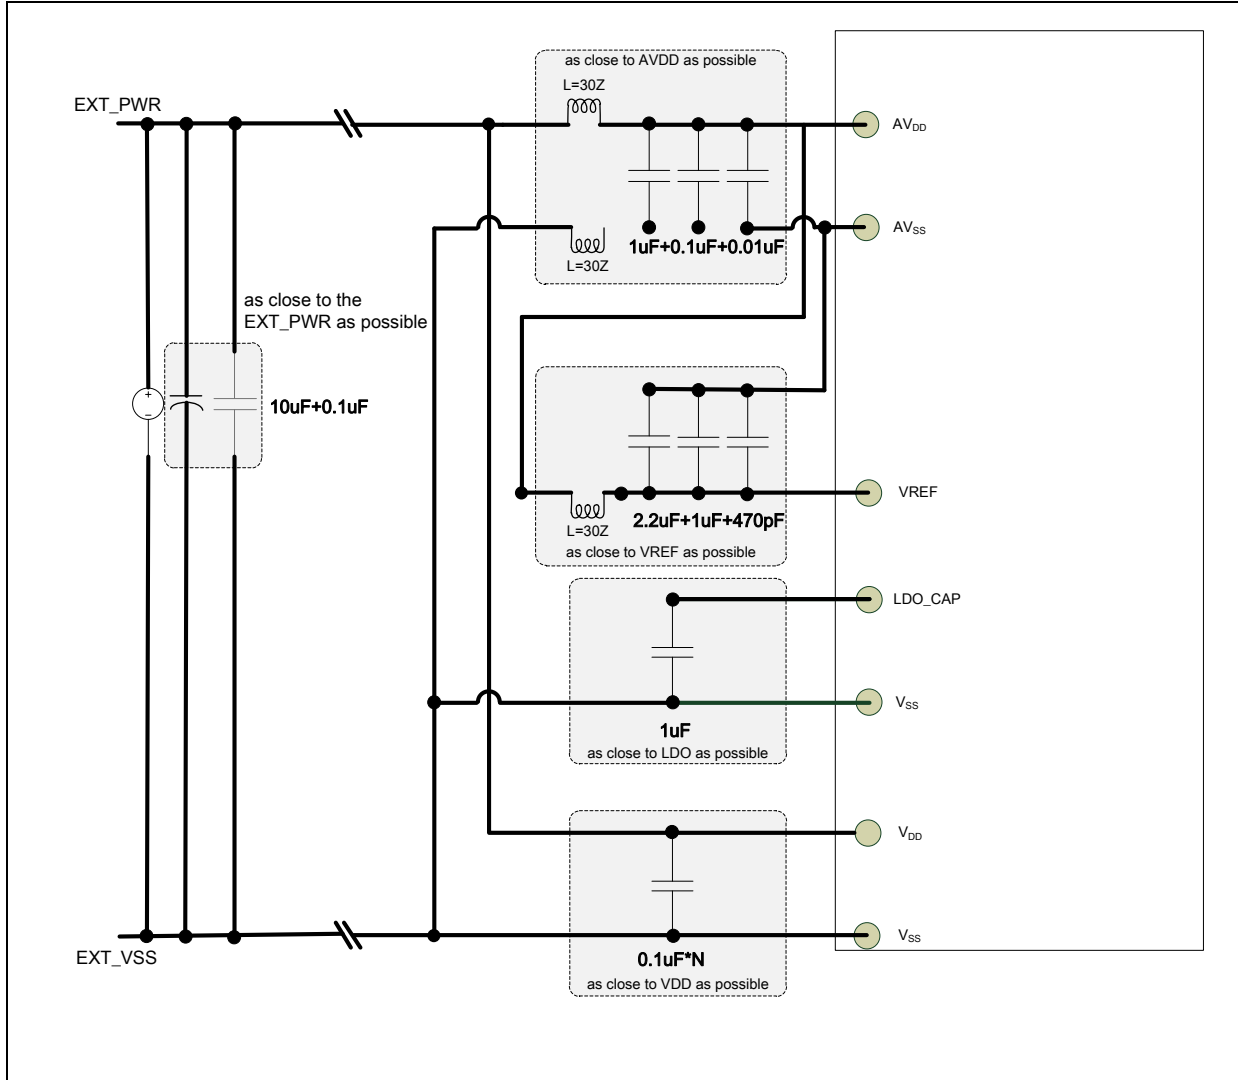 as close to AVDD as possible
L=30Z
EXT_PWR
AVDD
AVSS
1uF+0.1uF+0.01uF
L=30Z
as close to the
EXT_PWR as possible
+
−
10uF+0.1uF
VREF
2.2uF+1uF+470pF
L=30Z
as close to VREF as possible
LDO_CAP
VSS
1uF
as close to LDO as possible
VDD
VSS
EXT_VSS
0.1uF*N
as close to VDD as possible